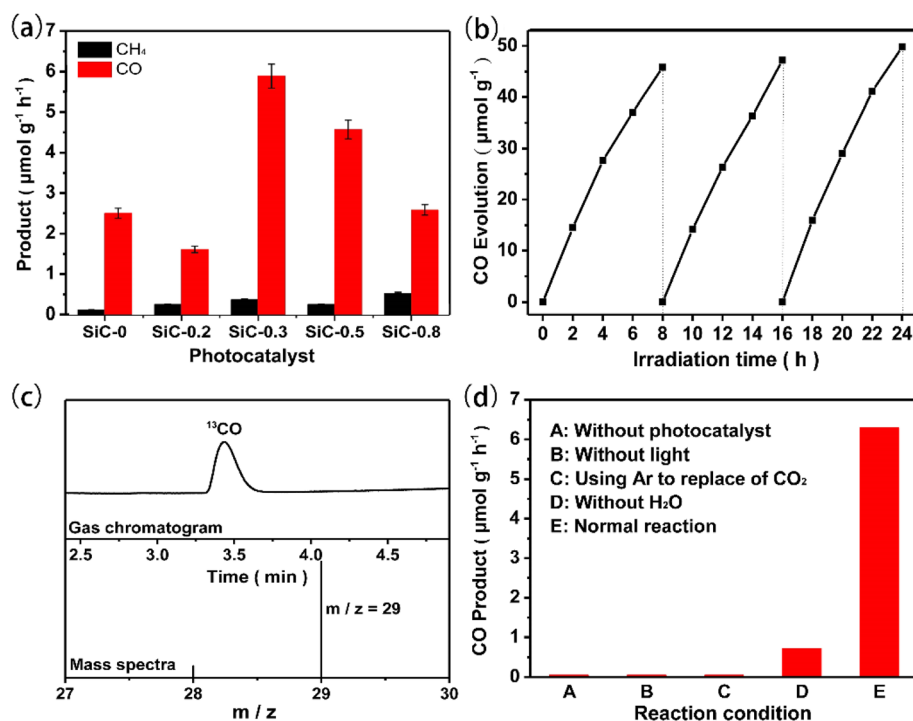 (a)
CH₄
CO
Product ( μmol g⁻¹ h⁻¹ )
7
6
5
4
3
2
1
0
SiC-0 SiC-0.2 SiC-0.3 SiC-0.5 SiC-0.8
Photocatalyst
(b)
CO Evolution ( μmol g⁻¹ )
50
40
30
20
10
0
0 2 4 6 8 10 12 14 16 18 20 22 24
Irradiation time ( h )
(c)
¹³CO
Gas chromatogram
2.5 3.0 3.5 4.0 4.5
Time ( min )
m / z = 29
Mass spectra
27 28 29 30
m / z
(d)
CO Product ( μmol g⁻¹ h⁻¹ )
7
6
5
4
3
2
1
0
A: Without photocatalyst
B: Without light
C: Using Ar to replace of CO₂
D: Without H₂O
E: Normal reaction
A B C D E
Reaction condition